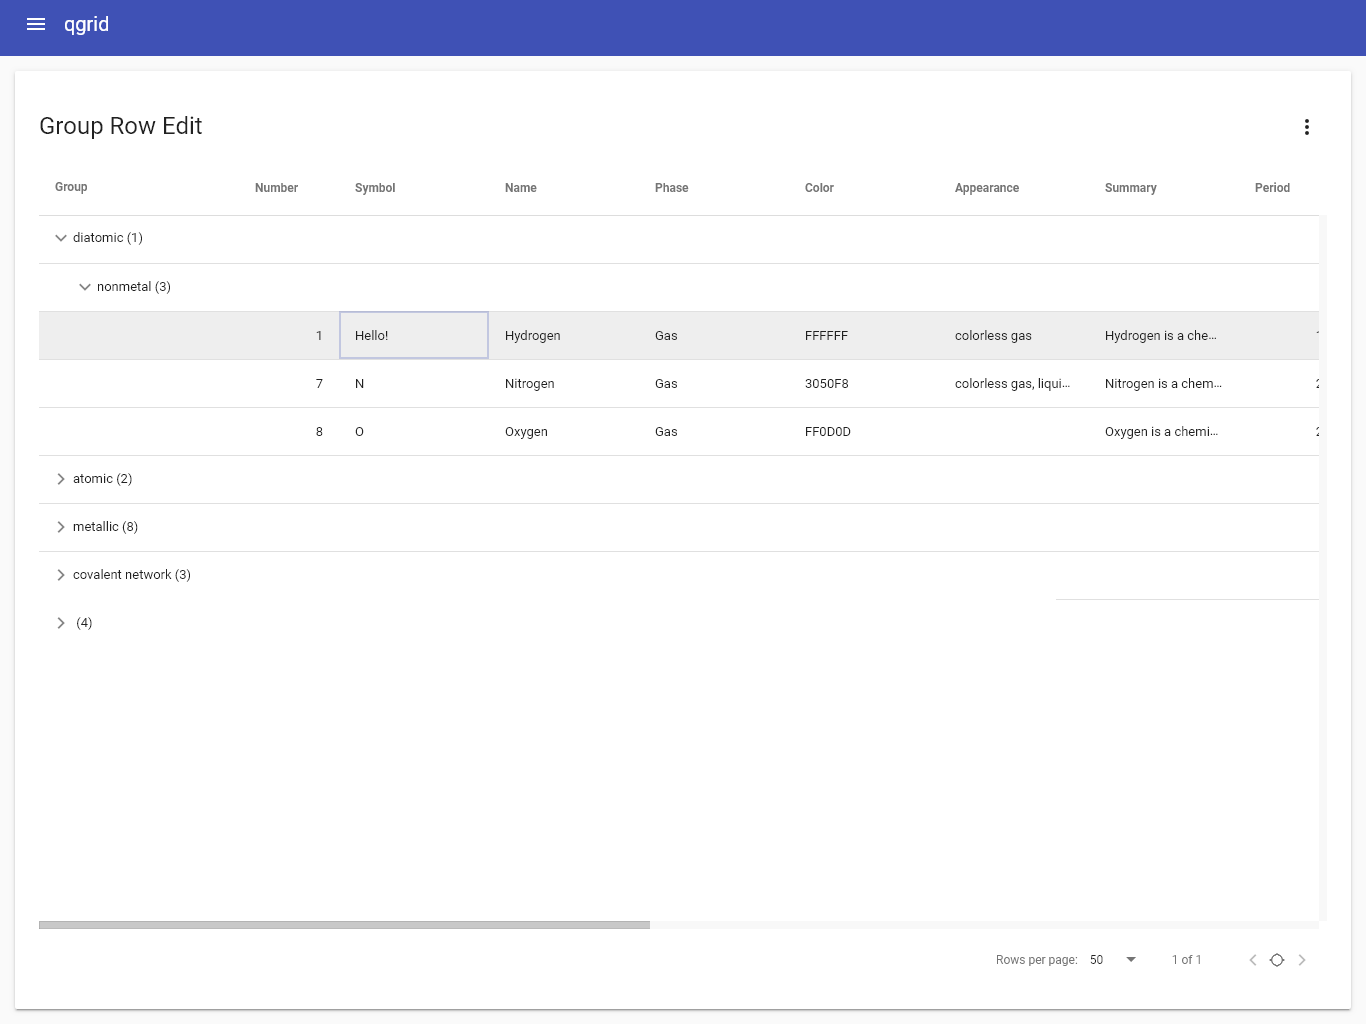 qgrid
Group Row Edit
Group Number Symbol Name Phase Color Appearance Summary Period
diatomic (1)
nonmetal (3)
1 Hello! Hydrogen Gas FFFFFF colorless gas Hydrogen is a che...
7 N Nitrogen Gas 3050F8 colorless gas, liqui... Nitrogen is a chem...
8 O Oxygen Gas FF0D0D Oxygen is a chemi...
atomic (2)
metallic (8)
covalent network (3)
(4)
Rows per page: 50 1 of 1